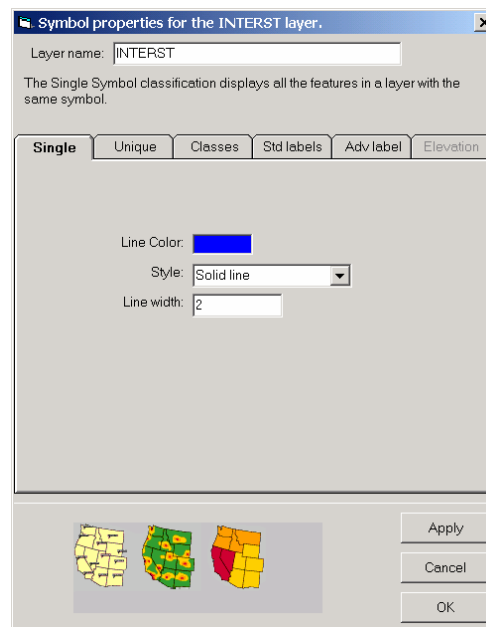 Symbol properties for the INTERST layer.
Layer name: INTERST
The Single Symbol classification displays all the features in a layer with the
same symbol.
Single Unique Classes Std labels Adv label Elevation
Line Color:
Style: Solid line
Line width: 2
Apply
Cancel
OK